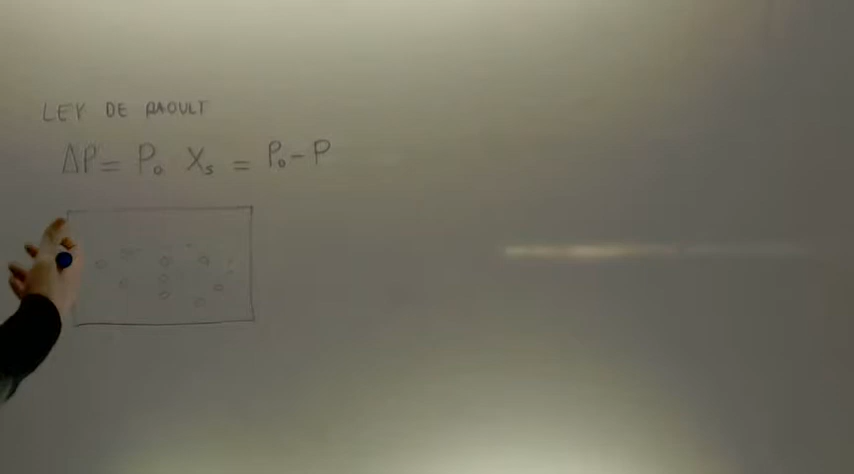 LEY DE RAOULT
ΔP = P₀ Xₛ = P₀ - P